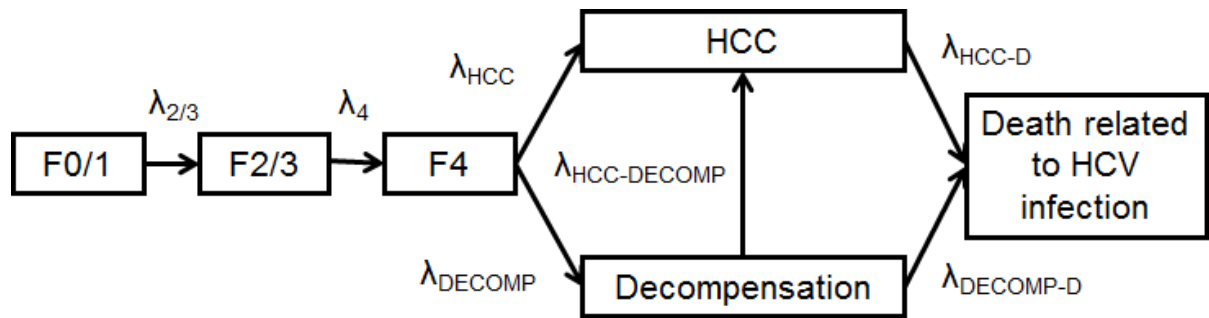 HCC
λHCC
λHCC-D
λ2/3
λ4
F0/1
F2/3
F4
λHCC-DECOMP
Death related
to HCV
infection
λDECOMP
Decompensation
λDECOMP-D